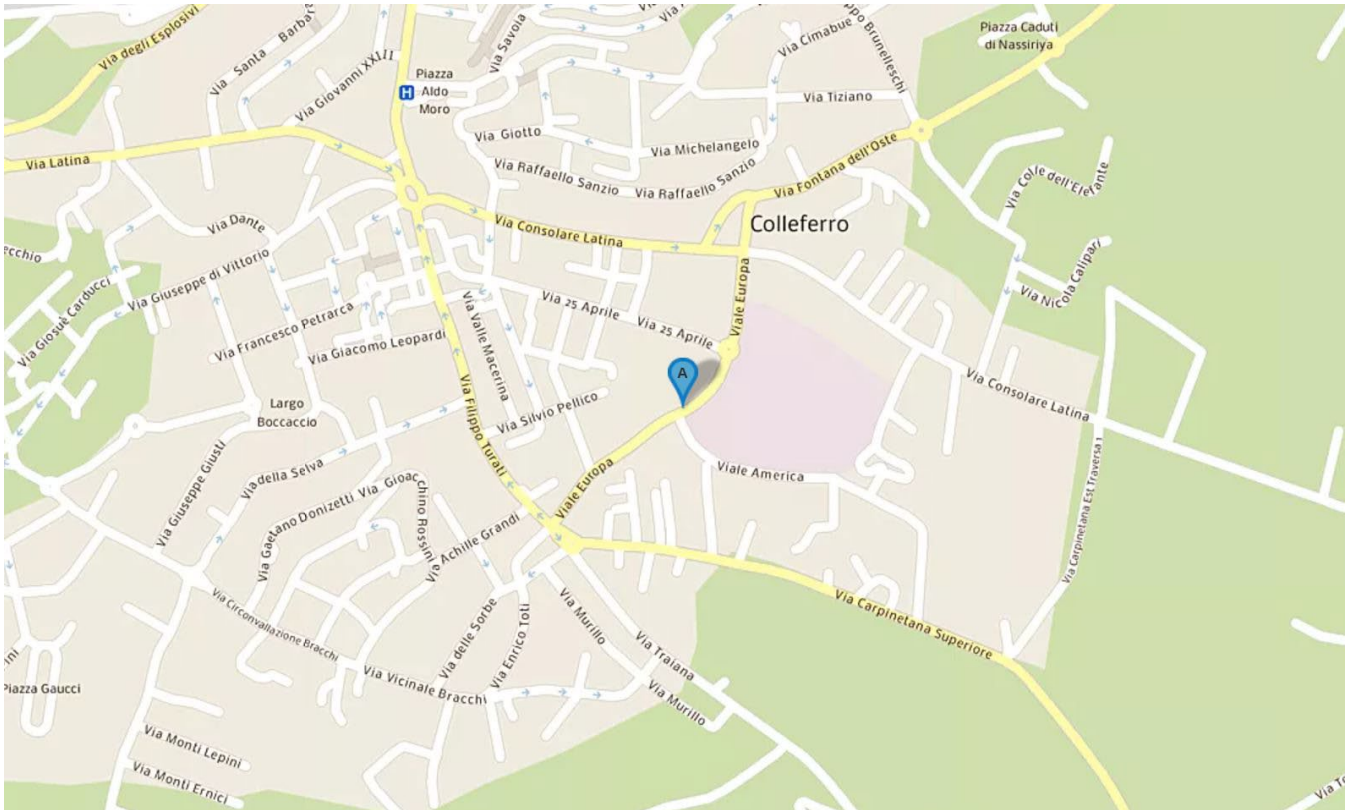 Via degli Esplosivi
Via Santa Barbara
Via Giovanni XXIII
H
Piazza
Aldo
Moro
Via Savoia
Via Cimabue
ppo Brunelleschi
Piazza Caduti
di Nassiriya
Via Tiziano
Via Giotto
Via Michelangelo
Via Latina
Via Raffaello Sanzio
Via Raffaello Sanzio
Via Fontana dell'Oste
Via Colle dell'Elefante
Via Dante
Via Consolare Latina
Colleferro
ecchio
Via Giuseppe di Vittorio
Via Nicola Calipari
Via Giosuè Carducci
Via Francesco Petrarca
Via Giacomo Leopardi
Via Valle Macerina
Via 25 Aprile
Via 25 Aprile
Viale Europa
A
Via Consolare Latina
Largo
Boccaccio
Via Filippo Turati
Via Silvio Pellico
Via Giuseppe Giusti
Via della Selva
Viale Europa
Viale America
Via Gaetano Donizetti
Via Gioacchino Rossini
Via Achille Grandi
Via Carpinetana Est Traversa 1
Via Circonvallazione Bracchi
Via delle Sorbe
Via Enrico Toti
Via Murillo
Via Traiana
Via Carpinetana Superiore
ini
Piazza Gaucci
Via Vicinale Bracchi
Via Murillo
Via Monti Lepini
Via Monti Ernici